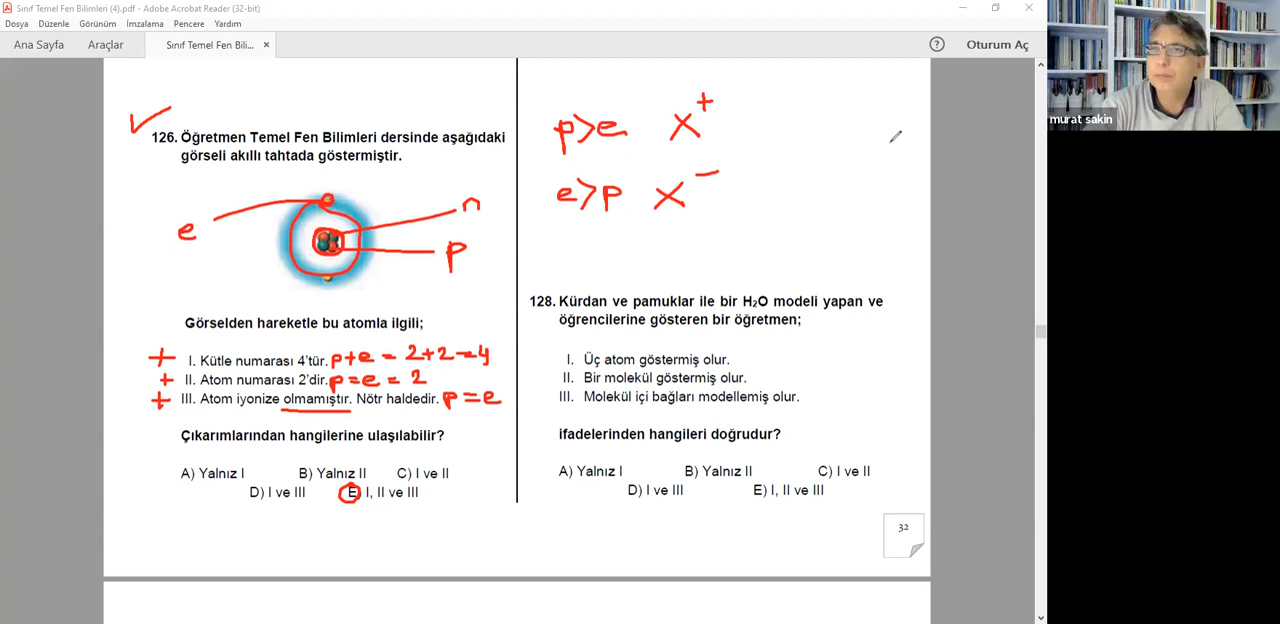 Sınıf Temel Fen Bilimleri (4).pdf - Adobe Acrobat Reader (32-bit)
Dosya Düzenle Görünüm İmzalama Pencere Yardım
Ana Sayfa Araçlar Sınıf Temel Fen Bili... × ? Oturum Aç
murat sakin
126. Öğretmen Temel Fen Bilimleri dersinde aşağıdaki
görseli akıllı tahtada göstermiştir.
e
n
p
Görselden hareketle bu atomla ilgili;
+ I. Kütle numarası 4'tür. p+e = 2+2=4
+ II. Atom numarası 2'dir. p=e=2
+ III. Atom iyonize olmamıştır. Nötr haldedir. p=e
Çıkarımlarından hangilerine ulaşılabilir?
A) Yalnız I B) Yalnız II C) I ve II
D) I ve III E) I, II ve III
p>e X⁺
e>p X⁻
128. Kürdan ve pamuklar ile bir H₂O modeli yapan ve
öğrencilerine gösteren bir öğretmen;
I. Üç atom göstermiş olur.
II. Bir molekül göstermiş olur.
III. Molekül içi bağları modellemiş olur.
ifadelerinden hangileri doğrudur?
A) Yalnız I B) Yalnız II C) I ve II
D) I ve III E) I, II ve III
32